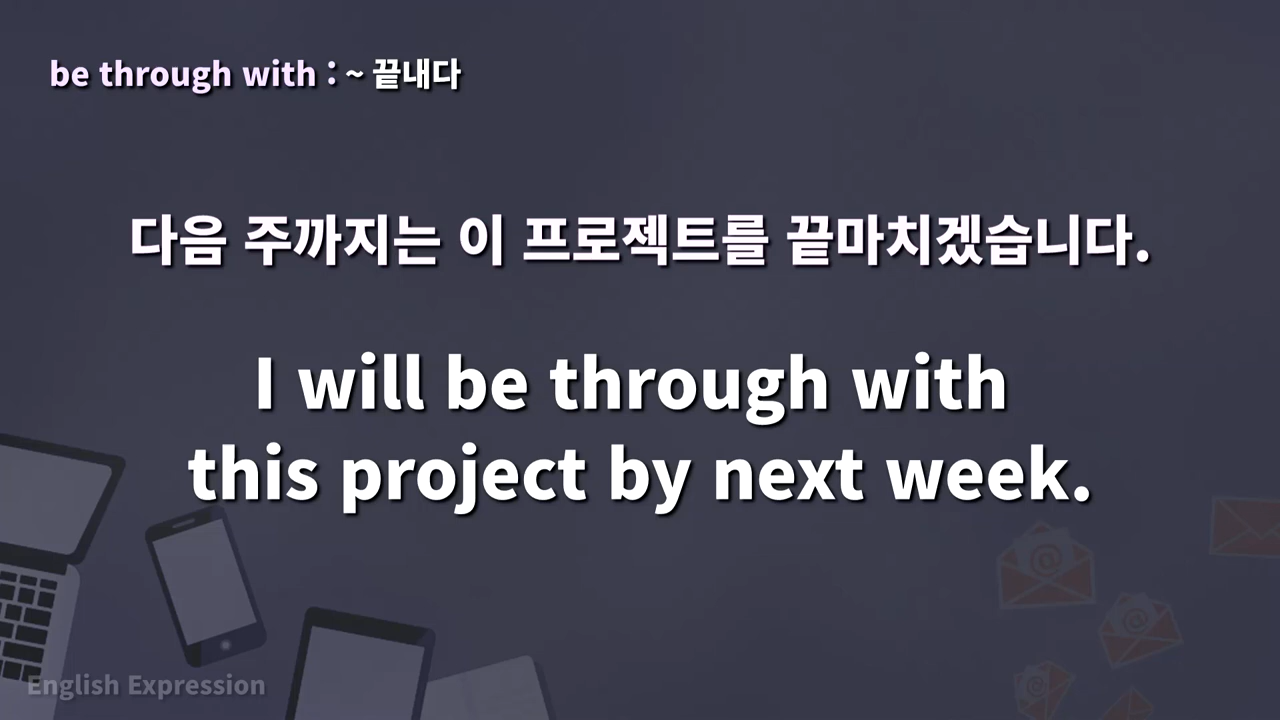 be through with : ~ 끝내다
다음 주까지는 이 프로젝트를 끝마치겠습니다.
I will be through with
this project by next week.
English Expression